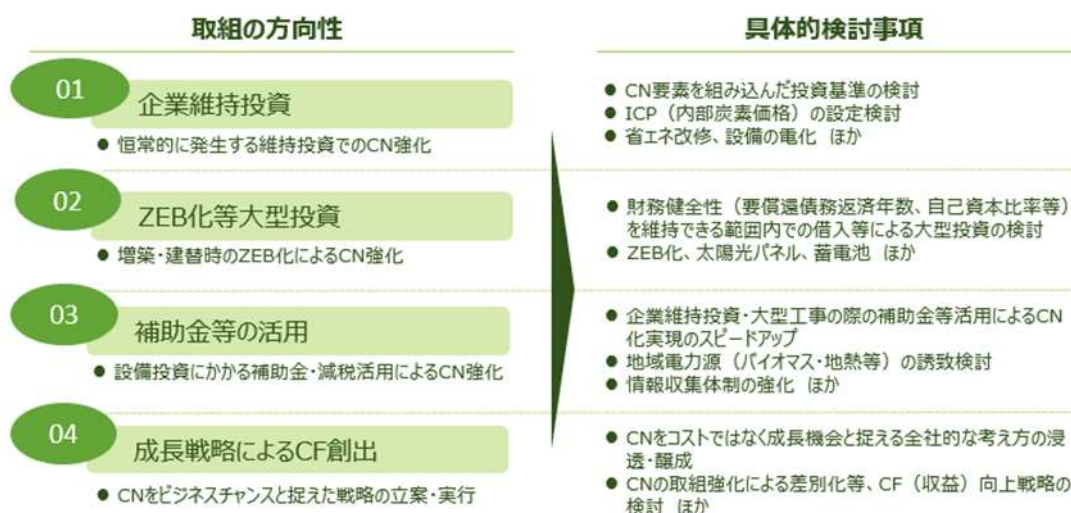 取組の方向性
具体的検討事項
01
企業維持投資
● 恒常的に発生する維持投資でのCN強化
● CN要素を組み込んだ投資基準の検討
● ICP（内部炭素価格）の設定検討
● 省エネ改修、設備の電化 ほか
02
ZEB化等大型投資
● 増築・建替時のZEB化によるCN強化
● 財務健全性（要償還債務返済年数、自己資本比率等）
を維持できる範囲内での借入等による大型投資の検討
● ZEB化、太陽光パネル、蓄電池 ほか
03
補助金等の活用
● 設備投資にかかる補助金・減税活用によるCN強化
● 企業維持投資・大型工事の際の補助金等活用によるCN
化実現のスピードアップ
● 地域電力源（バイオマス・地熱等）の誘致検討
● 情報収集体制の強化 ほか
04
成長戦略によるCF創出
● CNをビジネスチャンスと捉えた戦略の立案・実行
● CNをコストではなく成長機会と捉える全社的な考え方の浸
透・醸成
● CNの取組強化による差別化等、CF（収益）向上戦略の
検討 ほか